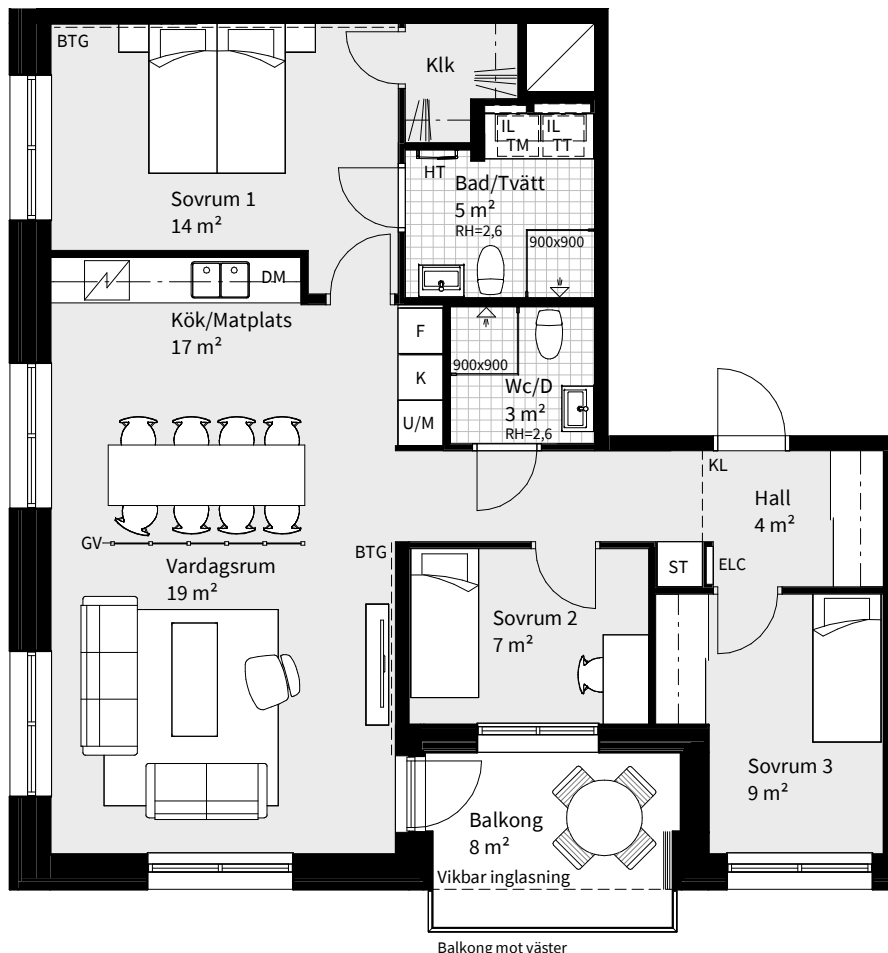 BTG
Klk
IL
IL
TM
TT
HT
Bad/Tvätt
5 m²
RH=2,6
900x900
Sovrum 1
14 m²
DM
Kök/Matplats
17 m²
F
K
U/M
900x900
Wc/D
3 m²
RH=2,6
KL
Hall
4 m²
GV
Vardagsrum
19 m²
BTG
ST
ELC
Sovrum 2
7 m²
Sovrum 3
9 m²
Balkong
8 m²
Vikbar inglasning
Balkong mot väster